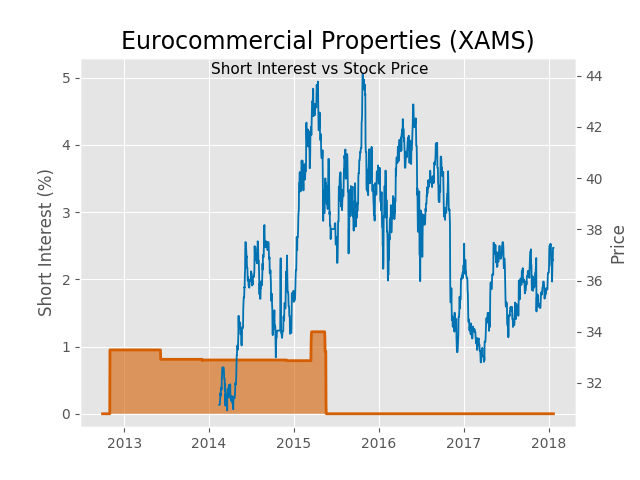 Eurocommercial Properties (XAMS)
Short Interest vs Stock Price
Short Interest (%)
5
4
3
2
1
0
44
42
40
38
36
34
32
Price
2013 2014 2015 2016 2017 2018